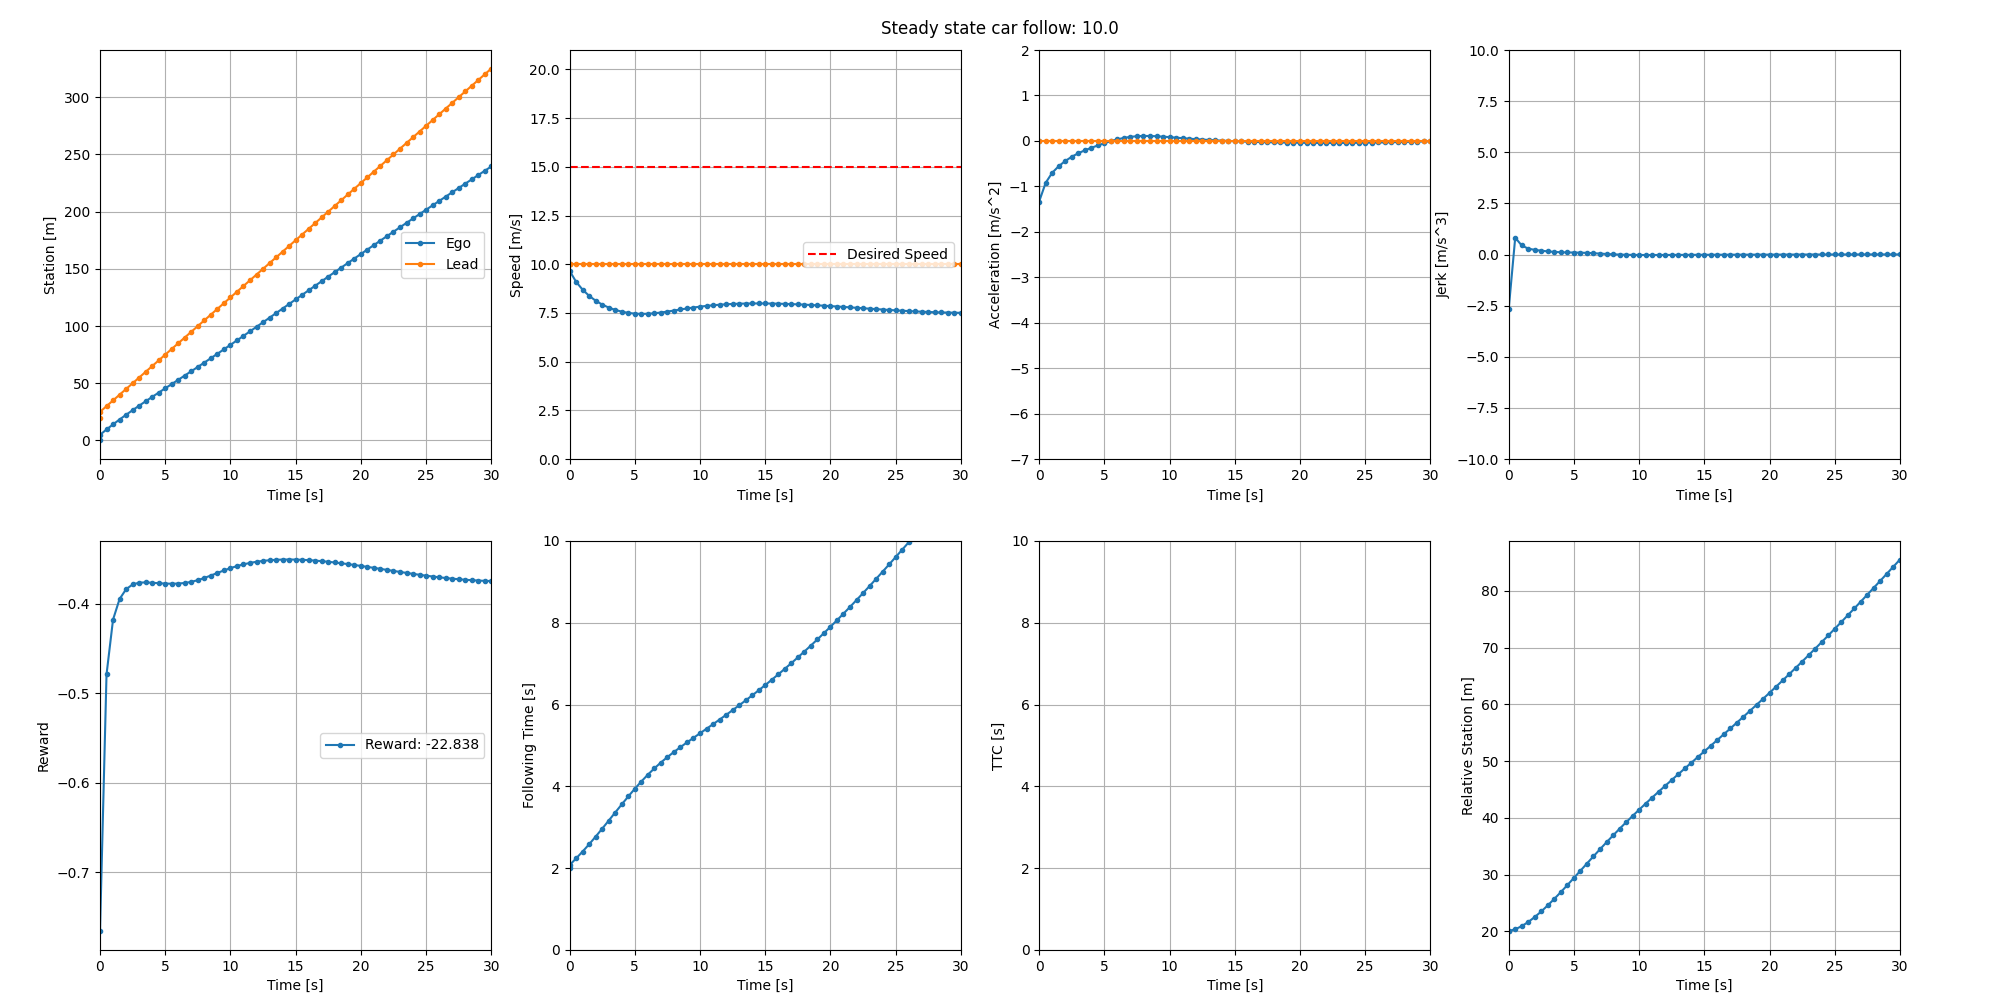 Steady state car follow: 10.0
Station [m]
300
250
200
150
100
50
0
Ego
Lead
0 5 10 15 20 25 30
Time [s]
Speed [m/s]
20.0
17.5
15.0
12.5
10.0
7.5
5.0
2.5
0.0
Desired Speed
0 5 10 15 20 25 30
Time [s]
Acceleration [m/s^2]
2
1
0
−1
−2
−3
−4
−5
−6
−7
0 5 10 15 20 25 30
Time [s]
Jerk [m/s^3]
10.0
7.5
5.0
2.5
0.0
−2.5
−5.0
−7.5
−10.0
0 5 10 15 20 25 30
Time [s]
Reward
−0.4
−0.5
−0.6
−0.7
Reward: -22.838
0 5 10 15 20 25 30
Time [s]
Following Time [s]
10
8
6
4
2
0
0 5 10 15 20 25 30
Time [s]
TTC [s]
10
8
6
4
2
0
0 5 10 15 20 25 30
Time [s]
Relative Station [m]
80
70
60
50
40
30
20
0 5 10 15 20 25 30
Time [s]